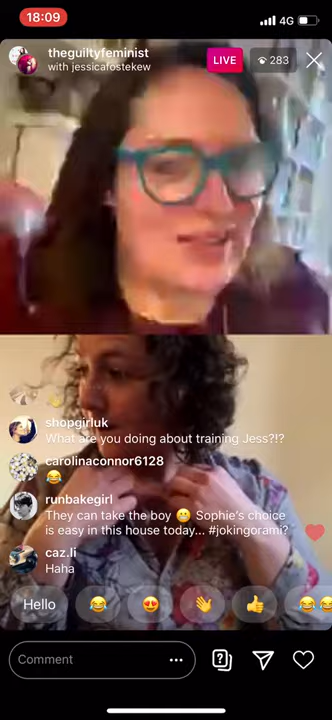 18:09
4G
theguiltyfeminist
with jessicafostekew
LIVE
283
shopgirluk
What are you doing about training Jess?!?
carolinaconnor6128
😂
runbakegirl
They can take the boy 😬 Sophie's choice
is easy in this house today... #jokingorami?
caz.li
Haha
Hello
Comment